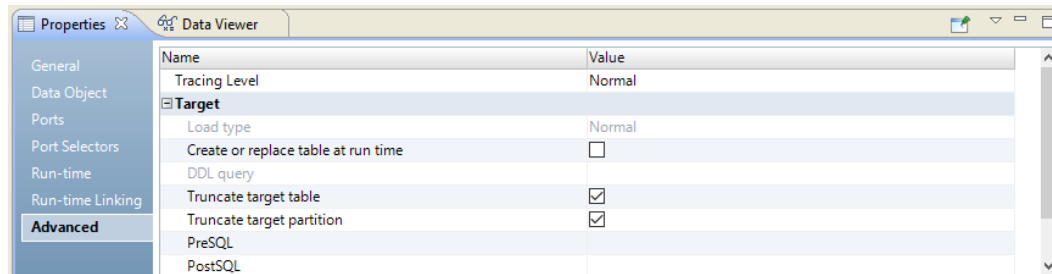 Properties Data Viewer
General
Data Object
Ports
Port Selectors
Run-time
Run-time Linking
Advanced
Name Value
Tracing Level Normal
Target
Load type Normal
Create or replace table at run time
DDL query
Truncate target table
Truncate target partition
PreSQL
PostSQL